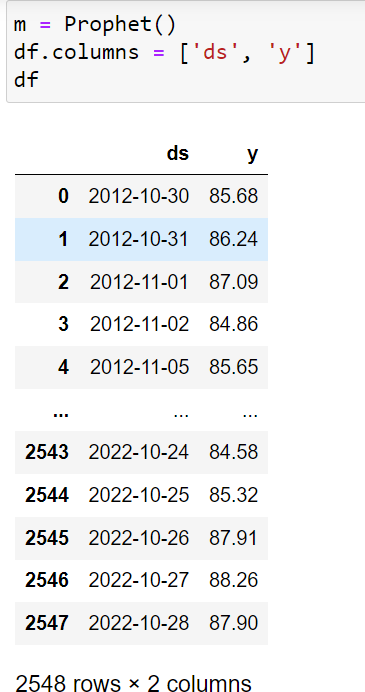 m = Prophet()
df.columns = ['ds', 'y']
df
ds y
0 2012-10-30 85.68
1 2012-10-31 86.24
2 2012-11-01 87.09
3 2012-11-02 84.86
4 2012-11-05 85.65
... ... ...
2543 2022-10-24 84.58
2544 2022-10-25 85.32
2545 2022-10-26 87.91
2546 2022-10-27 88.26
2547 2022-10-28 87.90
2548 rows × 2 columns